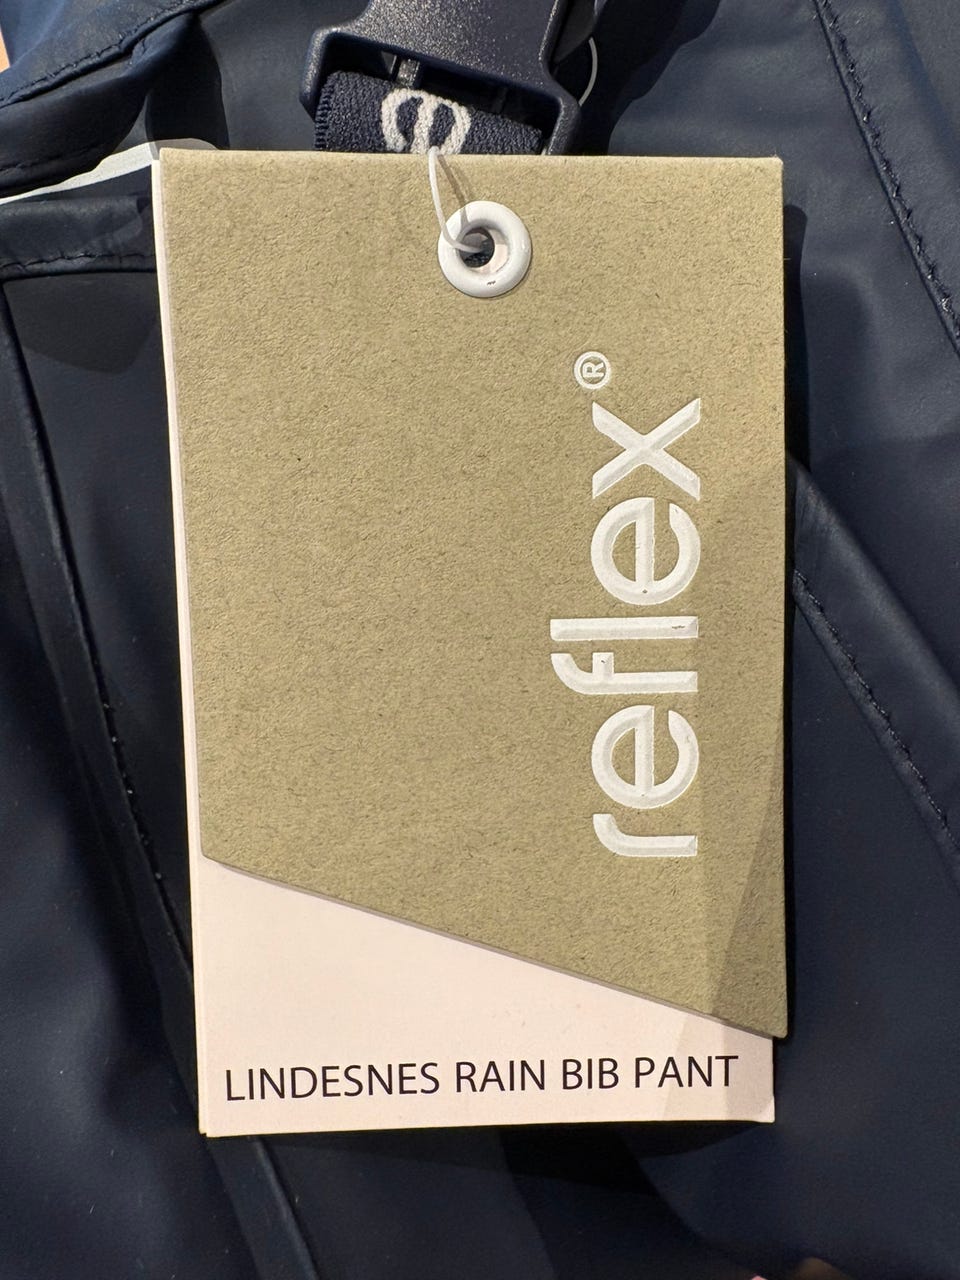 reflex®
LINDESNES RAIN BIB PANT